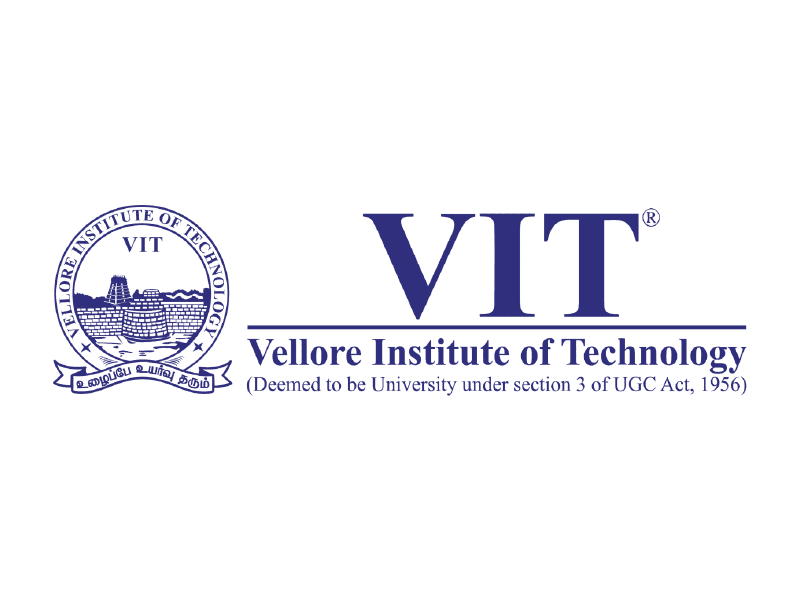 VELLORE INSTITUTE OF TECHNOLOGY
VIT
உழைப்பே உயர்வு தரும்
VIT®
Vellore Institute of Technology
(Deemed to be University under section 3 of UGC Act, 1956)